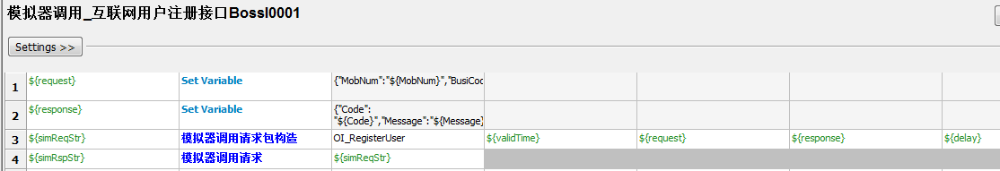 模拟器调用_互联网用户注册接口BossI0001
Settings >>
1 ${request} Set Variable {"MobNum":"${MobNum}","BusiCod
2 ${response} Set Variable {"Code":
"${Code}","Message":"${Message}
3 ${simReqStr} 模拟器调用请求包构造 OI_RegisterUser ${validTime} ${request} ${response} ${delay}
4 ${simRspStr} 模拟器调用请求 ${simReqStr}